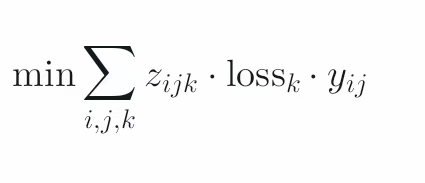 min ∑_{i,j,k} z_{ijk} · loss_k · y_{ij}